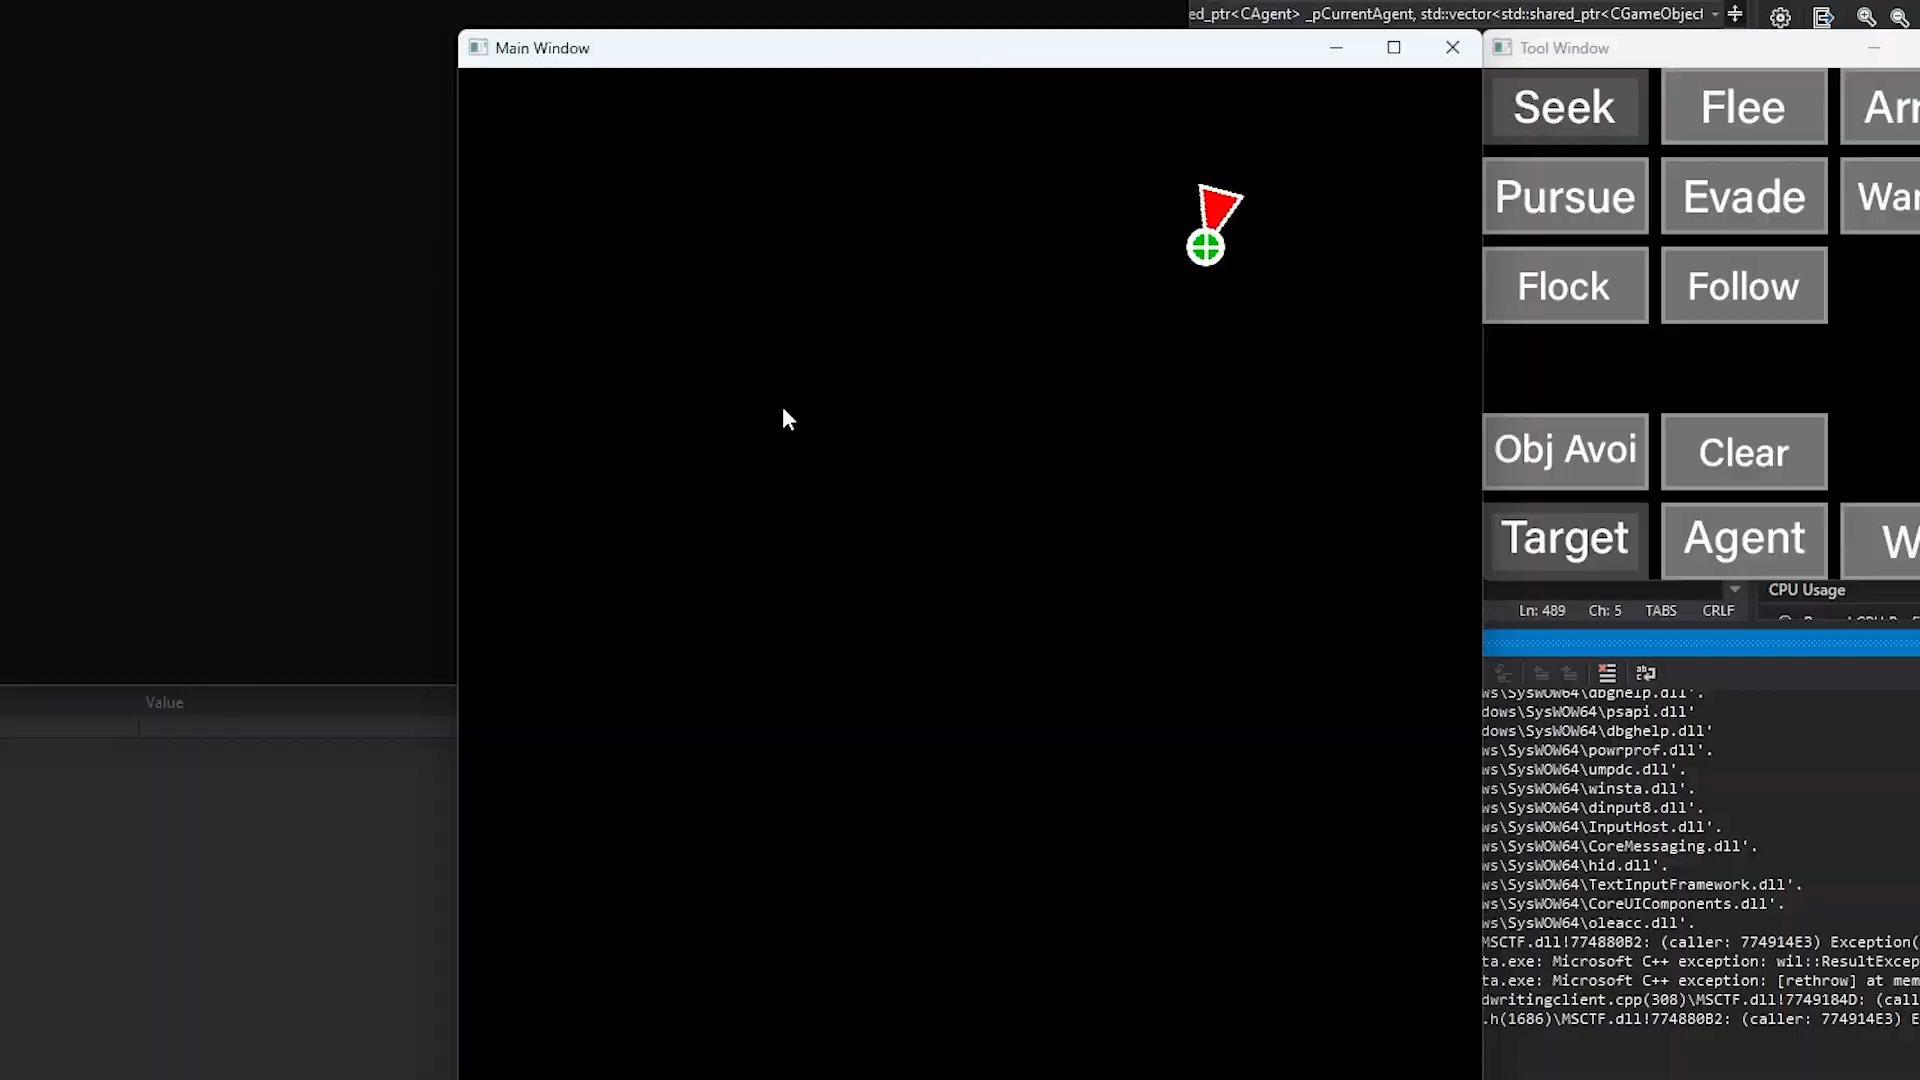 ed_ptr<CAgent> _pCurrentAgent, std::vector<std::shared_ptr<CGameObject
Main Window
Tool Window
Seek
Flee
Arr
Pursue
Evade
War
Flock
Follow
Obj Avoi
Clear
Target
Agent
W
CPU Usage
Ln: 489 Ch: 5 TABS CRLF
Value
ws\SysWOW64\dbghelp.dll'.
dows\SysWOW64\psapi.dll'
dows\SysWOW64\dbghelp.dll'
ws\SysWOW64\powrprof.dll'.
ws\SysWOW64\umpdc.dll'.
ws\SysWOW64\winsta.dll'.
ws\SysWOW64\dinput8.dll'.
ws\SysWOW64\InputHost.dll'.
ws\SysWOW64\CoreMessaging.dll'.
ws\SysWOW64\hid.dll'.
ws\SysWOW64\TextInputFramework.dll'.
ws\SysWOW64\CoreUIComponents.dll'.
ws\SysWOW64\oleacc.dll'.
MSCTF.dll!774880B2: (caller: 774914E3) Exception(
ta.exe: Microsoft C++ exception: wil::ResultExcep
ta.exe: Microsoft C++ exception: [rethrow] at mem
dwritingclient.cpp(308)\MSCTF.dll!7749184D: (call
.h(1686)\MSCTF.dll!774880B2: (caller: 774914E3) E